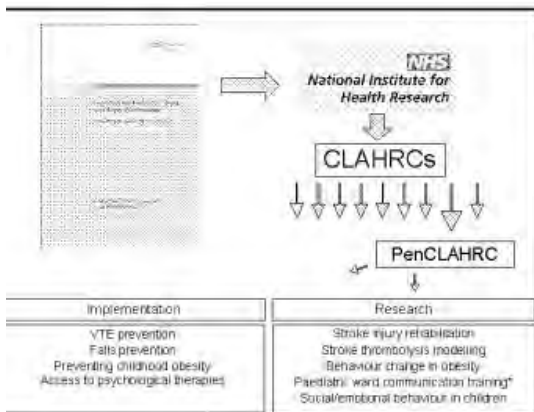 NHS
National Institute for
Health Research
CLAHRCs
PenCLAHRC
Implementation
VTE prevention
Falls prevention
Preventing childhood obesity
Access to psychological therapies
Research
Stroke injury rehabilitation
Stroke thrombolysis modelling
Behaviour change in obesity
Paediatric ward communication training*
Social/emotional behaviour in children